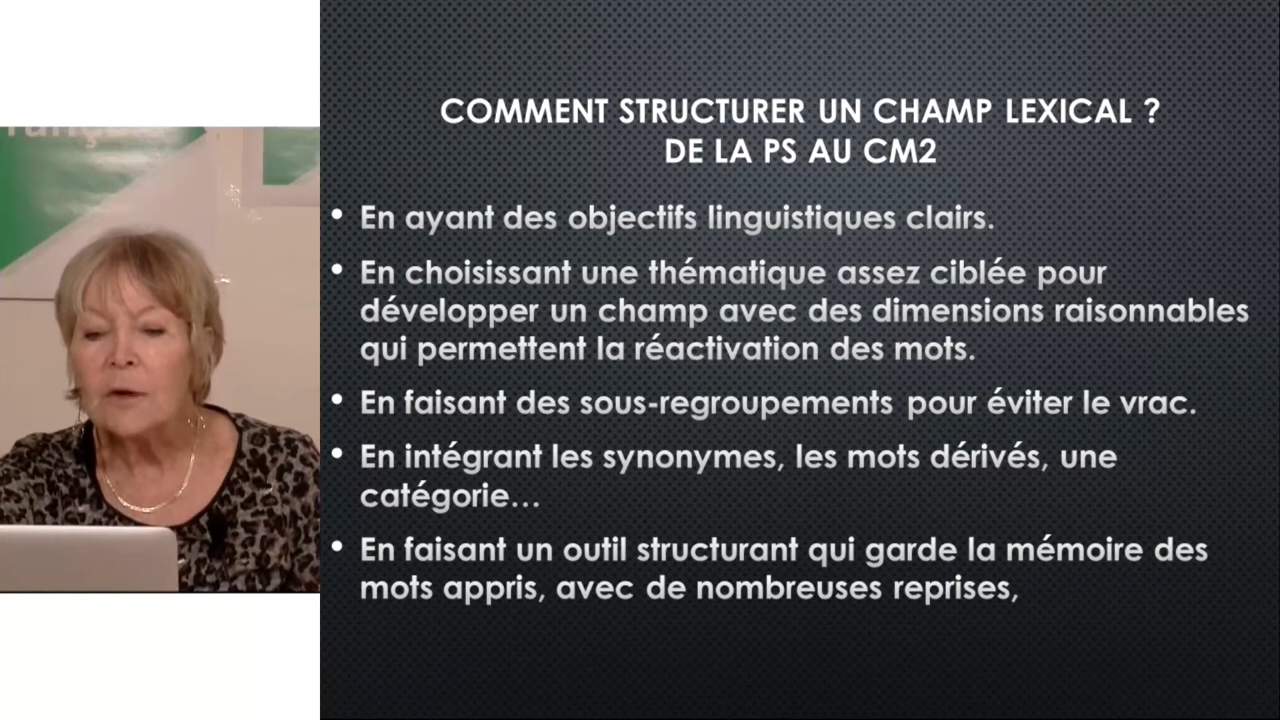 COMMENT STRUCTURER UN CHAMP LEXICAL ?
DE LA PS AU CM2
• En ayant des objectifs linguistiques clairs.
• En choisissant une thématique assez ciblée pour
développer un champ avec des dimensions raisonnables
qui permettent la réactivation des mots.
• En faisant des sous-regroupements pour éviter le vrac.
• En intégrant les synonymes, les mots dérivés, une
catégorie…
• En faisant un outil structurant qui garde la mémoire des
mots appris, avec de nombreuses reprises,